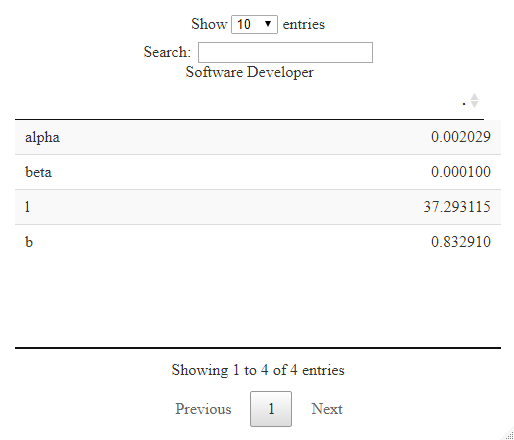 Show 10 entries
Search:
Software Developer
.
alpha 0.002029
beta 0.000100
l 37.293115
b 0.832910
Showing 1 to 4 of 4 entries
Previous 1 Next